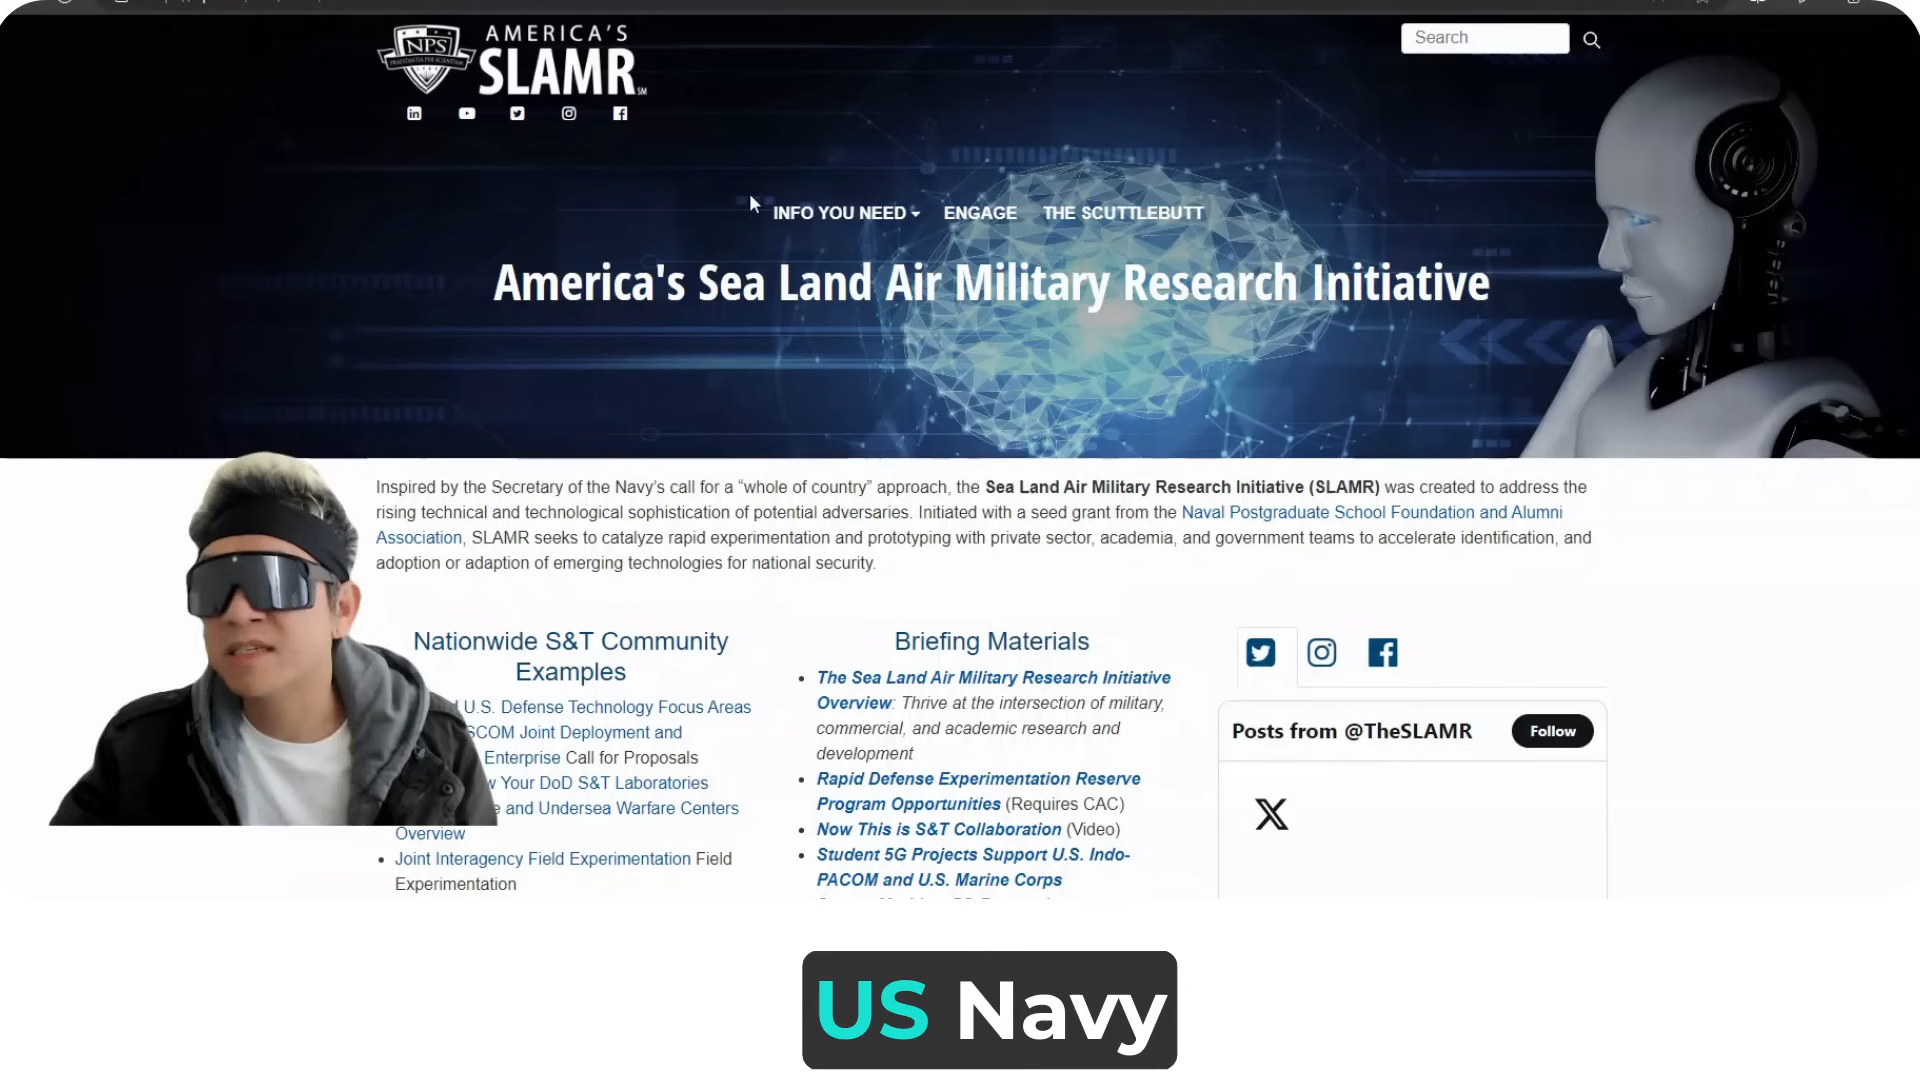 NPS
AMERICA'S
SLAMR
SM
Search
INFO YOU NEED
ENGAGE
THE SCUTTLEBUTT
America's Sea Land Air Military Research Initiative
Inspired by the Secretary of the Navy's call for a “whole of country” approach, the Sea Land Air Military Research Initiative (SLAMR) was created to address the
rising technical and technological sophistication of potential adversaries. Initiated with a seed grant from the Naval Postgraduate School Foundation and Alumni
Association, SLAMR seeks to catalyze rapid experimentation and prototyping with private sector, academia, and government teams to accelerate identification, and
adoption or adaption of emerging technologies for national security.
Nationwide S&T Community
Examples
U.S. Defense Technology Focus Areas
SCOM Joint Deployment and
Enterprise Call for Proposals
w Your DoD S&T Laboratories
e and Undersea Warfare Centers
Overview
• Joint Interagency Field Experimentation Field
Experimentation
Briefing Materials
• The Sea Land Air Military Research Initiative
Overview: Thrive at the intersection of military,
commercial, and academic research and
development
• Rapid Defense Experimentation Reserve
Program Opportunities (Requires CAC)
• Now This is S&T Collaboration (Video)
• Student 5G Projects Support U.S. Indo-
PACOM and U.S. Marine Corps
Posts from @TheSLAMR
Follow
US Navy